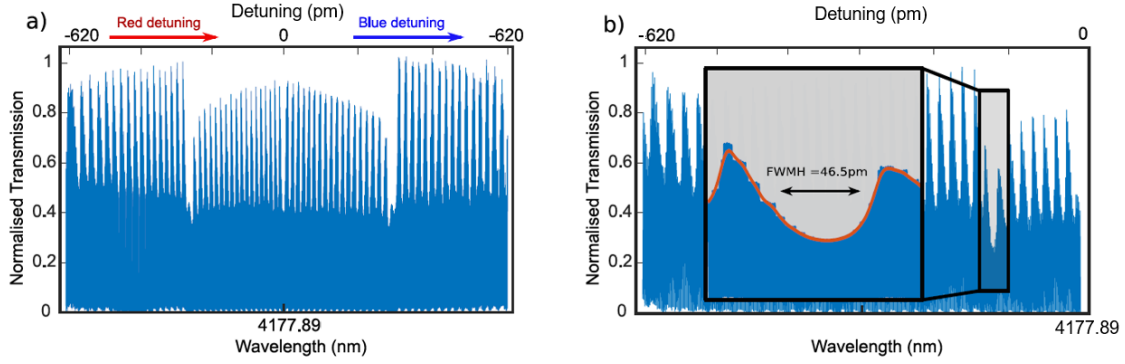 a)
Detuning (pm)
-620
Red detuning
0
Blue detuning
-620
Normalised Transmission
1
0.8
0.6
0.4
0.2
0
4177.89
Wavelength (nm)
b)
Detuning (pm)
-620
0
Normalised Transmission
1
0.8
0.6
0.4
0.2
0
FWMH =46.5pm
4177.89
Wavelength (nm)